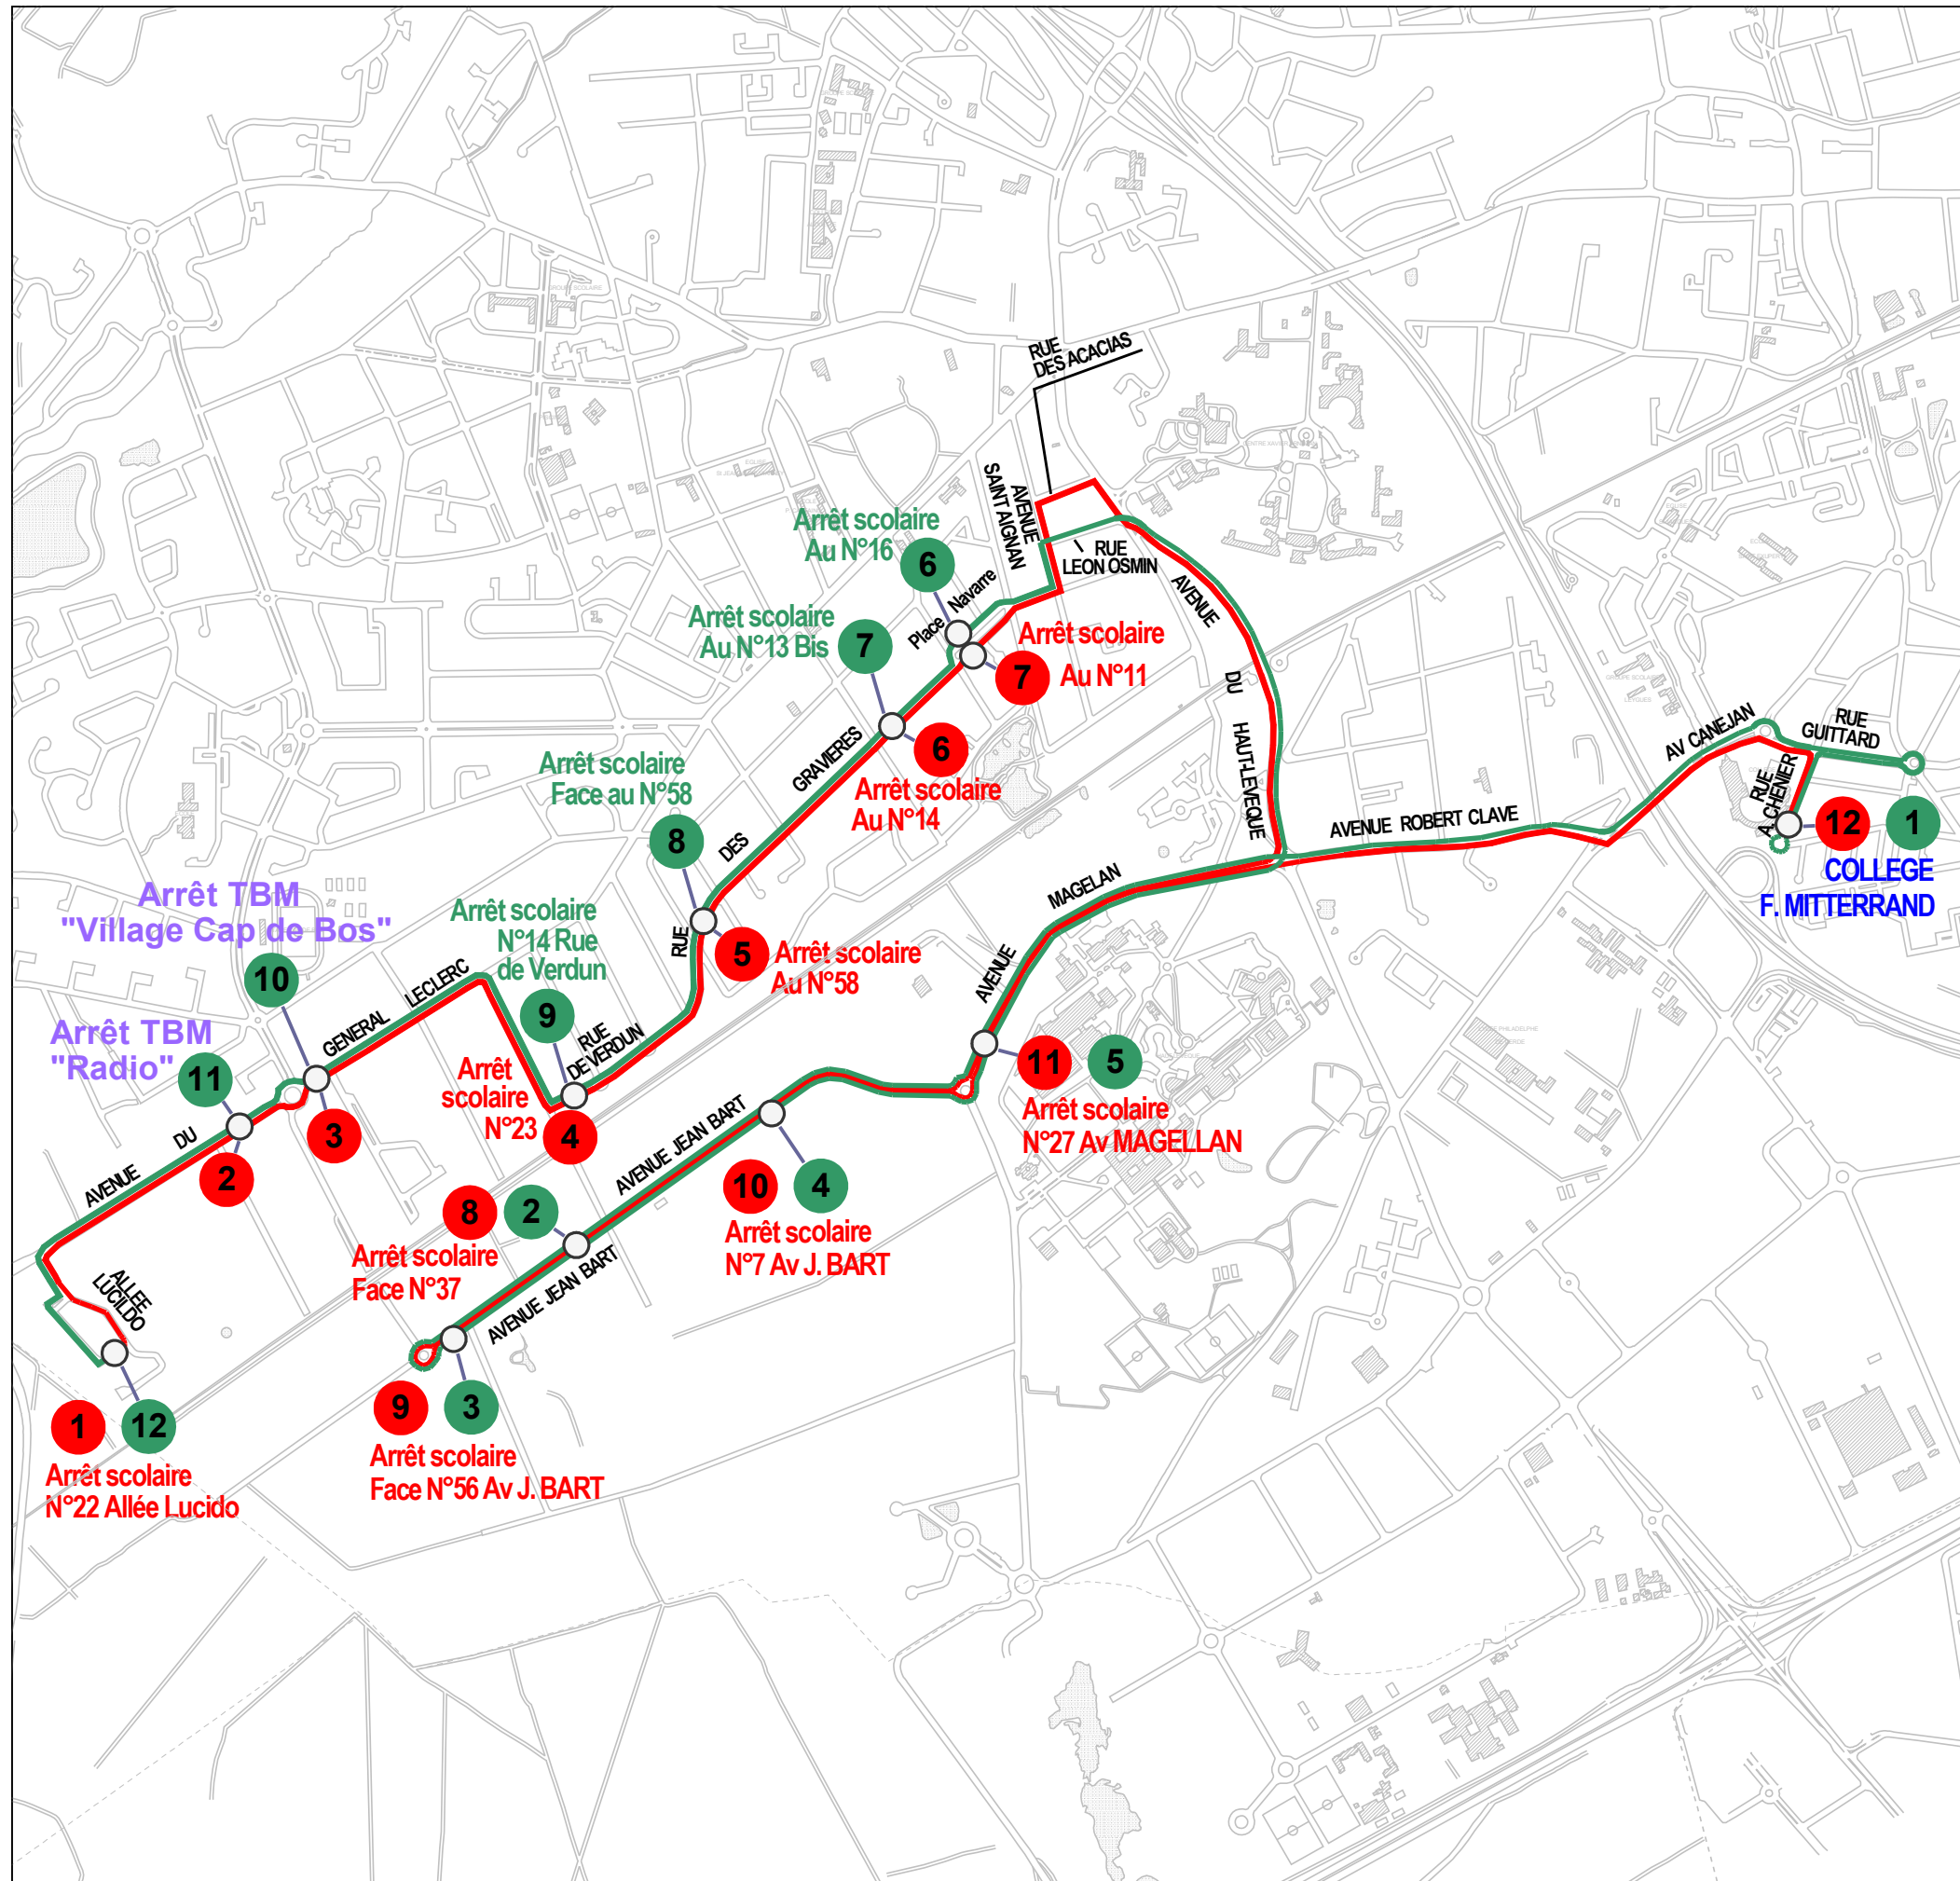 RUE
DES ACACIAS
AVENUE
SAINT AIGNAN
Arrêt scolaire
Au N°16
6
RUE
LEON OSMIN
Place Navarre
AVENUE
DU
HAUT-LEVEQUE
Arrêt scolaire
Au N°13 Bis
7
Arrêt scolaire
7
Au N°11
6
Arrêt scolaire
Au N°14
GRAVIERES
DES
RUE
Arrêt scolaire
Face au N°58
8
5
Arrêt scolaire
Au N°58
AV CANEJAN
RUE
GUITTARD
RUE
A. CHENIER
12
1
COLLEGE
F. MITTERRAND
AVENUE ROBERT CLAVE
MAGELAN
AVENUE
Arrêt TBM
"Village Cap de Bos"
10
Arrêt scolaire
N°14 Rue
de Verdun
9
RUE
DE VERDUN
GENERAL LECLERC
Arrêt TBM
"Radio"
11
3
2
Arrêt
scolaire
N°23
4
DU
AVENUE
11
5
Arrêt scolaire
N°27 Av MAGELLAN
AVENUE JEAN BART
10
4
Arrêt scolaire
N°7 Av J. BART
8
2
Arrêt scolaire
Face N°37
AVENUE JEAN BART
ALLEE
LUCILDO
9
3
Arrêt scolaire
Face N°56 Av J. BART
1
12
Arrêt scolaire
N°22 Allée Lucido
GROUPE SCOLAIRE